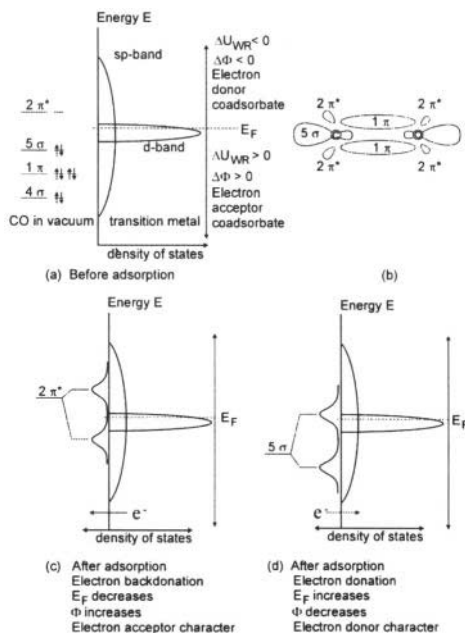 Energy E
sp-band
ΔU_WR < 0
ΔΦ < 0
Electron
donor
coadsorbate
2 π*
E_F
5 σ
d-band
1 π
4 σ
ΔU_WR > 0
ΔΦ > 0
Electron
acceptor
coadsorbate
CO in vacuum
transition metal
density of states
(a) Before adsorption
2 π*
2 π*
1 π
5 σ
1 π
2 π*
2 π*
(b)
Energy E
2 π*
E_F
e⁻
density of states
(c) After adsorption
Electron backdonation
E_F decreases
Φ increases
Electron acceptor character
Energy E
E_F
5 σ
e⁻
density of states
(d) After adsorption
Electron donation
E_F increases
Φ decreases
Electron donor character